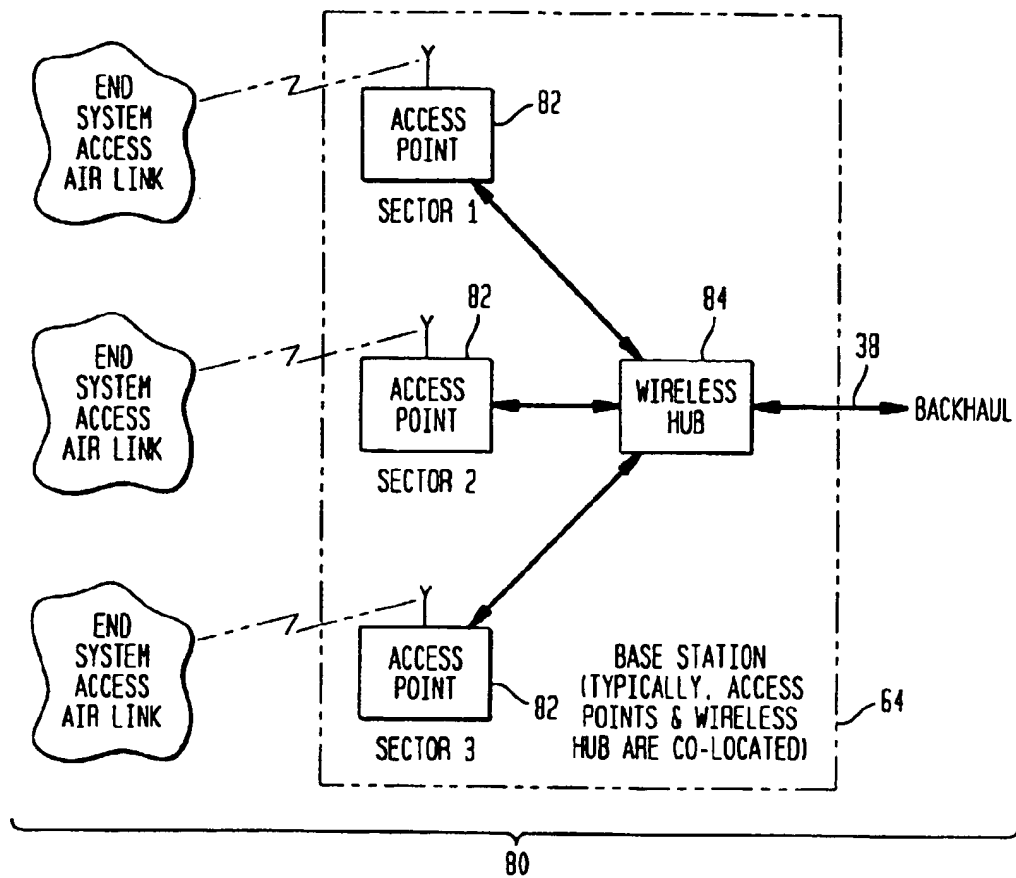 END
SYSTEM
ACCESS
AIR LINK
ACCESS
POINT
82
SECTOR 1
END
SYSTEM
ACCESS
AIR LINK
82
ACCESS
POINT
SECTOR 2
84
WIRELESS
HUB
38
BACKHAUL
END
SYSTEM
ACCESS
AIR LINK
ACCESS
POINT
82
SECTOR 3
BASE STATION
(TYPICALLY, ACCESS
POINTS & WIRELESS
HUB ARE CO-LOCATED)
64
80